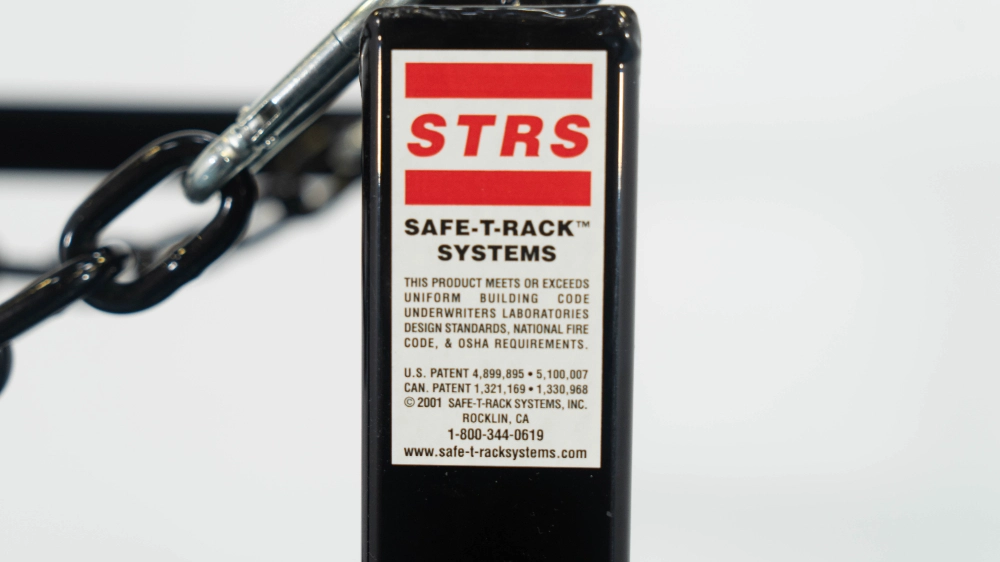 STRS
SAFE-T-RACK™
SYSTEMS
THIS PRODUCT MEETS OR EXCEEDS
UNIFORM BUILDING CODE
UNDERWRITERS LABORATORIES
DESIGN STANDARDS, NATIONAL FIRE
CODE, & OSHA REQUIREMENTS.
U.S. PATENT 4,899,895 • 5,100,007
CAN. PATENT 1,321,169 • 1,330,968
© 2001 SAFE-T-RACK SYSTEMS, INC.
ROCKLIN, CA
1-800-344-0619
www.safe-t-racksystems.com